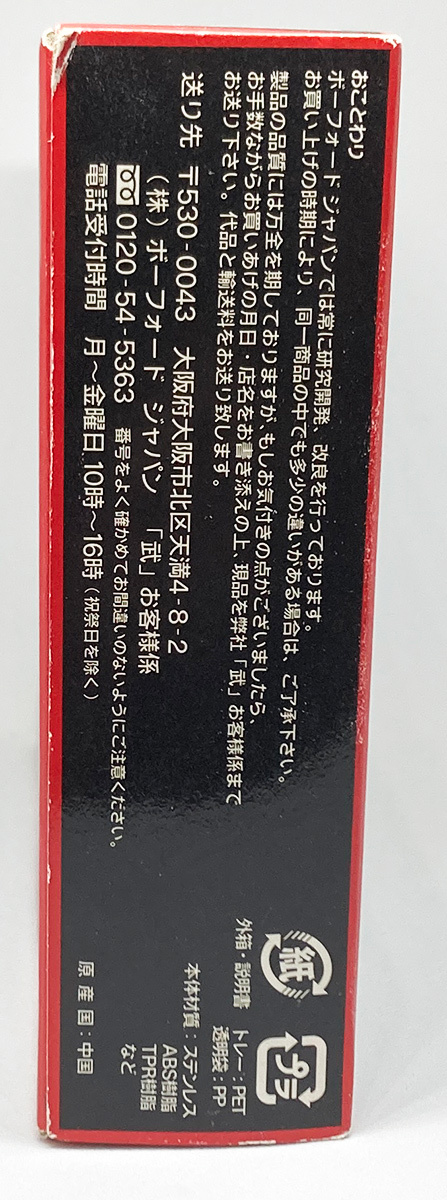 おことわり
ボーフォード ジャパンでは常に研究開発、改良を行っております。
お買い上げの時期により、同一商品の中でも多少の違いがある場合は、ご了承下さい。
製品の品質には万全を期しておりますが、もしお気付きの点がございましたら、
お手数ながらお買いあげの月日・店名をお書き添えの上、現品を弊社「武」お客様係まで
お送り下さい。代品と輸送料をお送り致します。
送り先 〒530-0043 大阪府大阪市北区天満4-8-2
(株)ボーフォード ジャパン 「武」お客様係
0120-54-5363 番号をよく確かめてお間違いのないようにご注意ください。
電話受付時間 月～金曜日 10時～16時(祝祭日を除く)
紙
外箱・説明書
プラ
トレー:PET
透明袋:PP
本体材質:ステンレス
ABS樹脂
TPR樹脂
など
原産国:中国